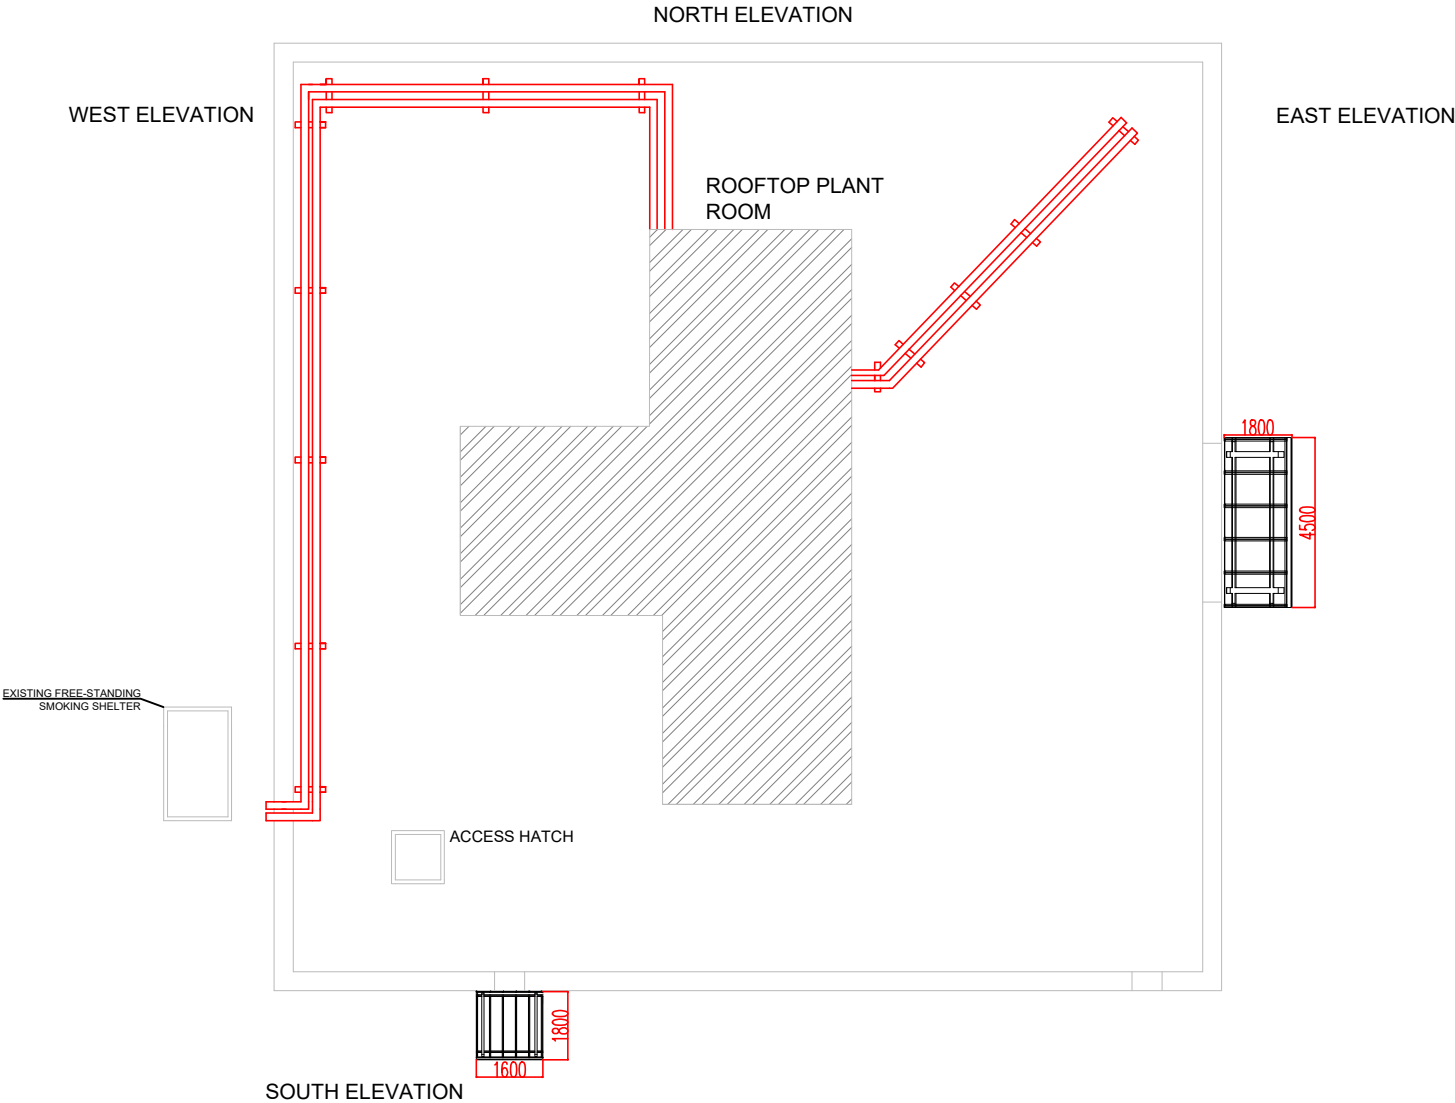 NORTH ELEVATION
WEST ELEVATION
EAST ELEVATION
ROOFTOP PLANT
ROOM
1800
4500
EXISTING FREE-STANDING
SMOKING SHELTER
ACCESS HATCH
1800
1600
SOUTH ELEVATION